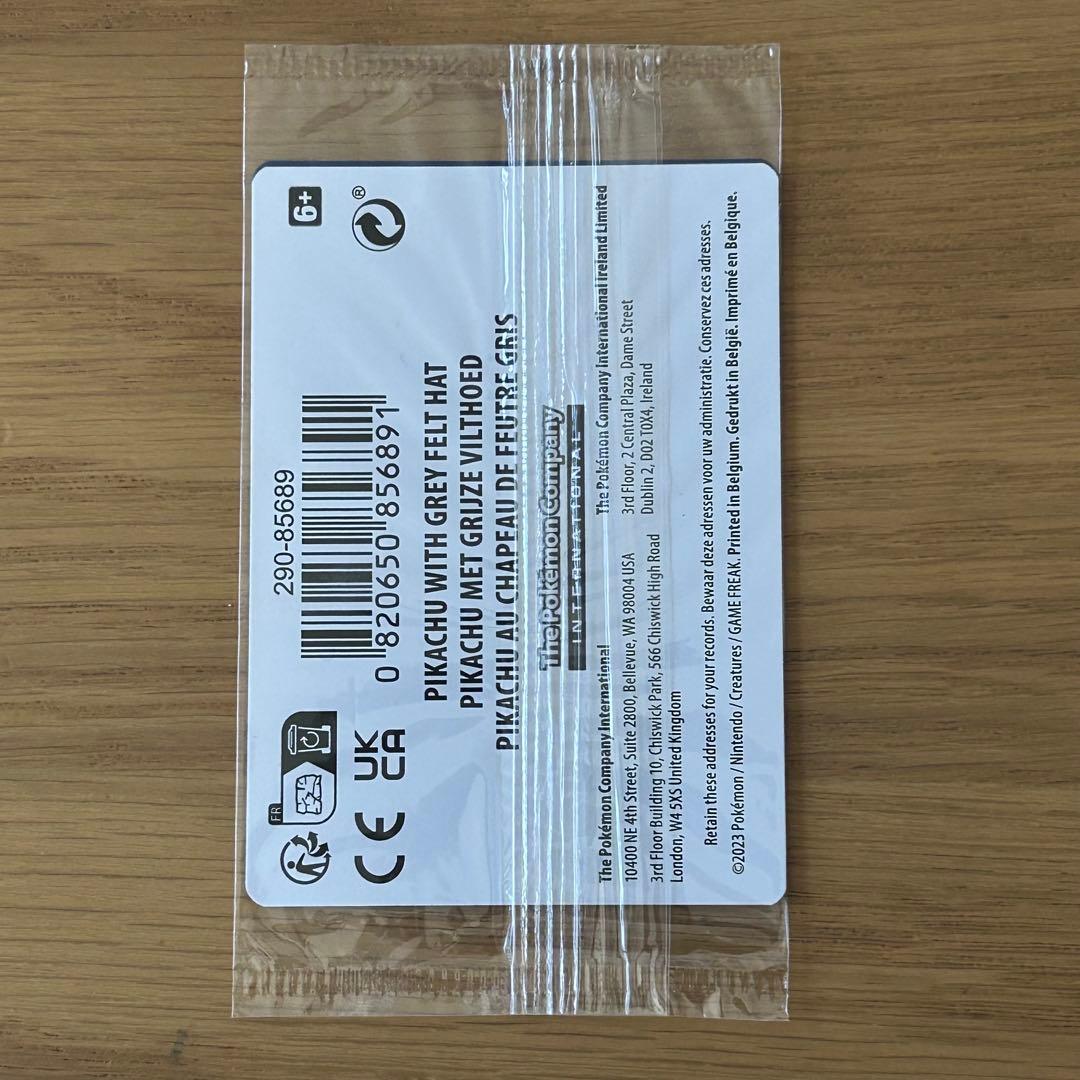 FR
CE
UK
CA
290-85689
0 820650 856891
6+
®
PIKACHU WITH GREY FELT HAT
PIKACHU MET GRIJZE VILTHOED
PIKACHU AU CHAPEAU DE FEUTRE GRIS
The Pokémon Company
INTERNATIONAL
The Pokémon Company International
10400 NE 4th Street, Suite 2800, Bellevue, WA 98004 USA
3rd Floor Building 10, Chiswick Park, 566 Chiswick High Road
London, W4 5XS United Kingdom
The Pokémon Company International Ireland Limited
3rd Floor, 2 Central Plaza, Dame Street
Dublin 2, D02 T0X4, Ireland
Retain these addresses for your records. Bewaar deze adressen voor uw administratie. Conservez ces adresses.
©2023 Pokémon / Nintendo / Creatures / GAME FREAK. Printed in Belgium. Gedrukt in België. Imprimé en Belgique.